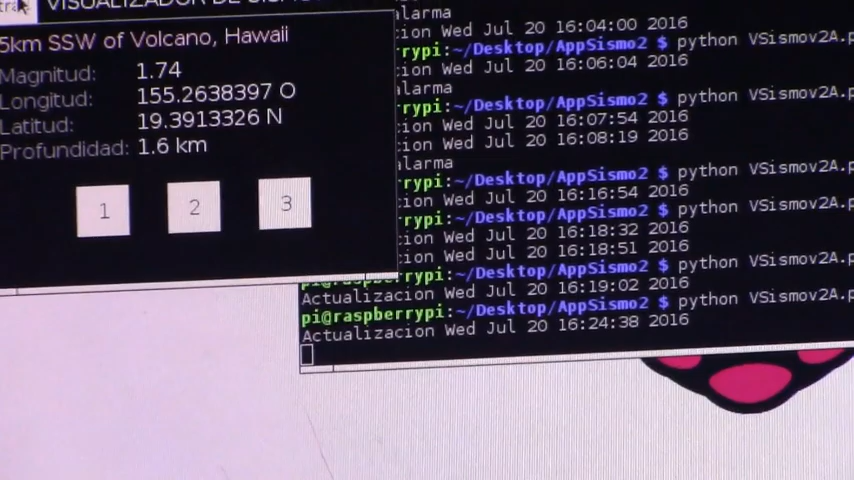 VISUALIZADOR DE SISMO
5km SSW of Volcano, Hawaii
Magnitud: 1.74
Longitud: 155.2638397 O
Latitud: 19.3913326 N
Profundidad: 1.6 km
1 2 3
alarma
cion Wed Jul 20 16:04:00 2016
rrypi:~/Desktop/AppSismo2 $ python VSismov2A.p
cion Wed Jul 20 16:06:04 2016
alarma
rrypi:~/Desktop/AppSismo2 $ python VSismov2A.p
cion Wed Jul 20 16:07:54 2016
cion Wed Jul 20 16:08:19 2016
alarma
rrypi:~/Desktop/AppSismo2 $ python VSismov2A.p
cion Wed Jul 20 16:16:54 2016
rrypi:~/Desktop/AppSismo2 $ python VSismov2A.p
cion Wed Jul 20 16:18:32 2016
cion Wed Jul 20 16:18:51 2016
pi@raspberrypi:~/Desktop/AppSismo2 $ python VSismov2A.p
Actualizacion Wed Jul 20 16:19:02 2016
pi@raspberrypi:~/Desktop/AppSismo2 $ python VSismov2A.p
Actualizacion Wed Jul 20 16:24:38 2016